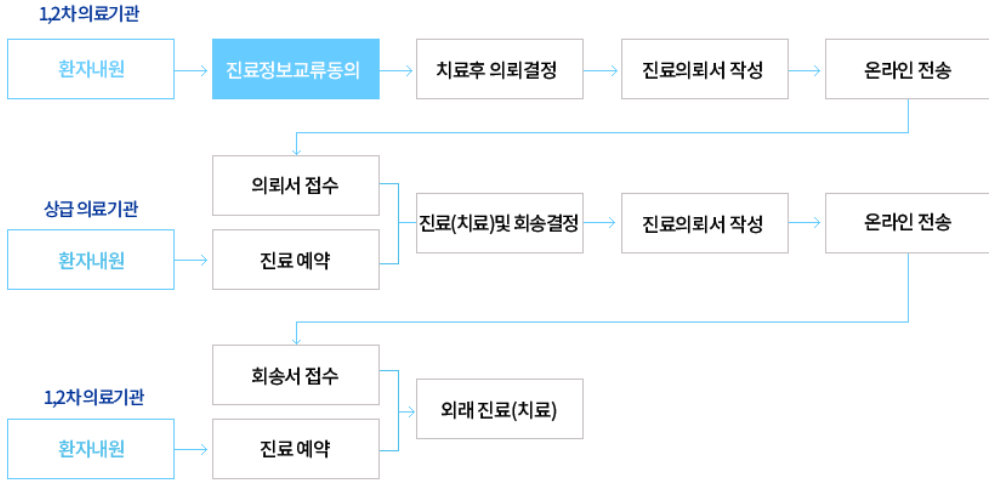 1,2차 의료기관
환자내원
진료정보교류동의
치료후 의뢰결정
진료의뢰서 작성
온라인 전송
의뢰서 접수
상급 의료기관
환자내원
진료 예약
진료(치료)및 회송결정
진료의뢰서 작성
온라인 전송
회송서 접수
1,2차 의료기관
환자내원
진료 예약
외래 진료(치료)